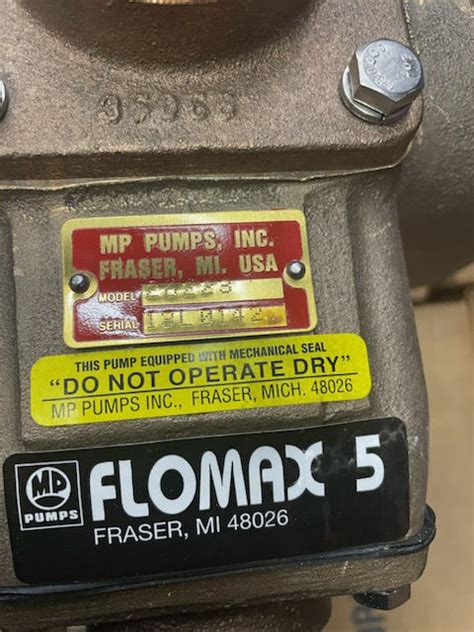 MP PUMPS, INC.
FRASER, MI. USA
MODEL
SERIAL
THIS PUMP EQUIPPED WITH MECHANICAL SEAL
“DO NOT OPERATE DRY”
MP PUMPS INC., FRASER, MICH. 48026
MP
PUMPS
FLOMAX 5
FRASER, MI 48026